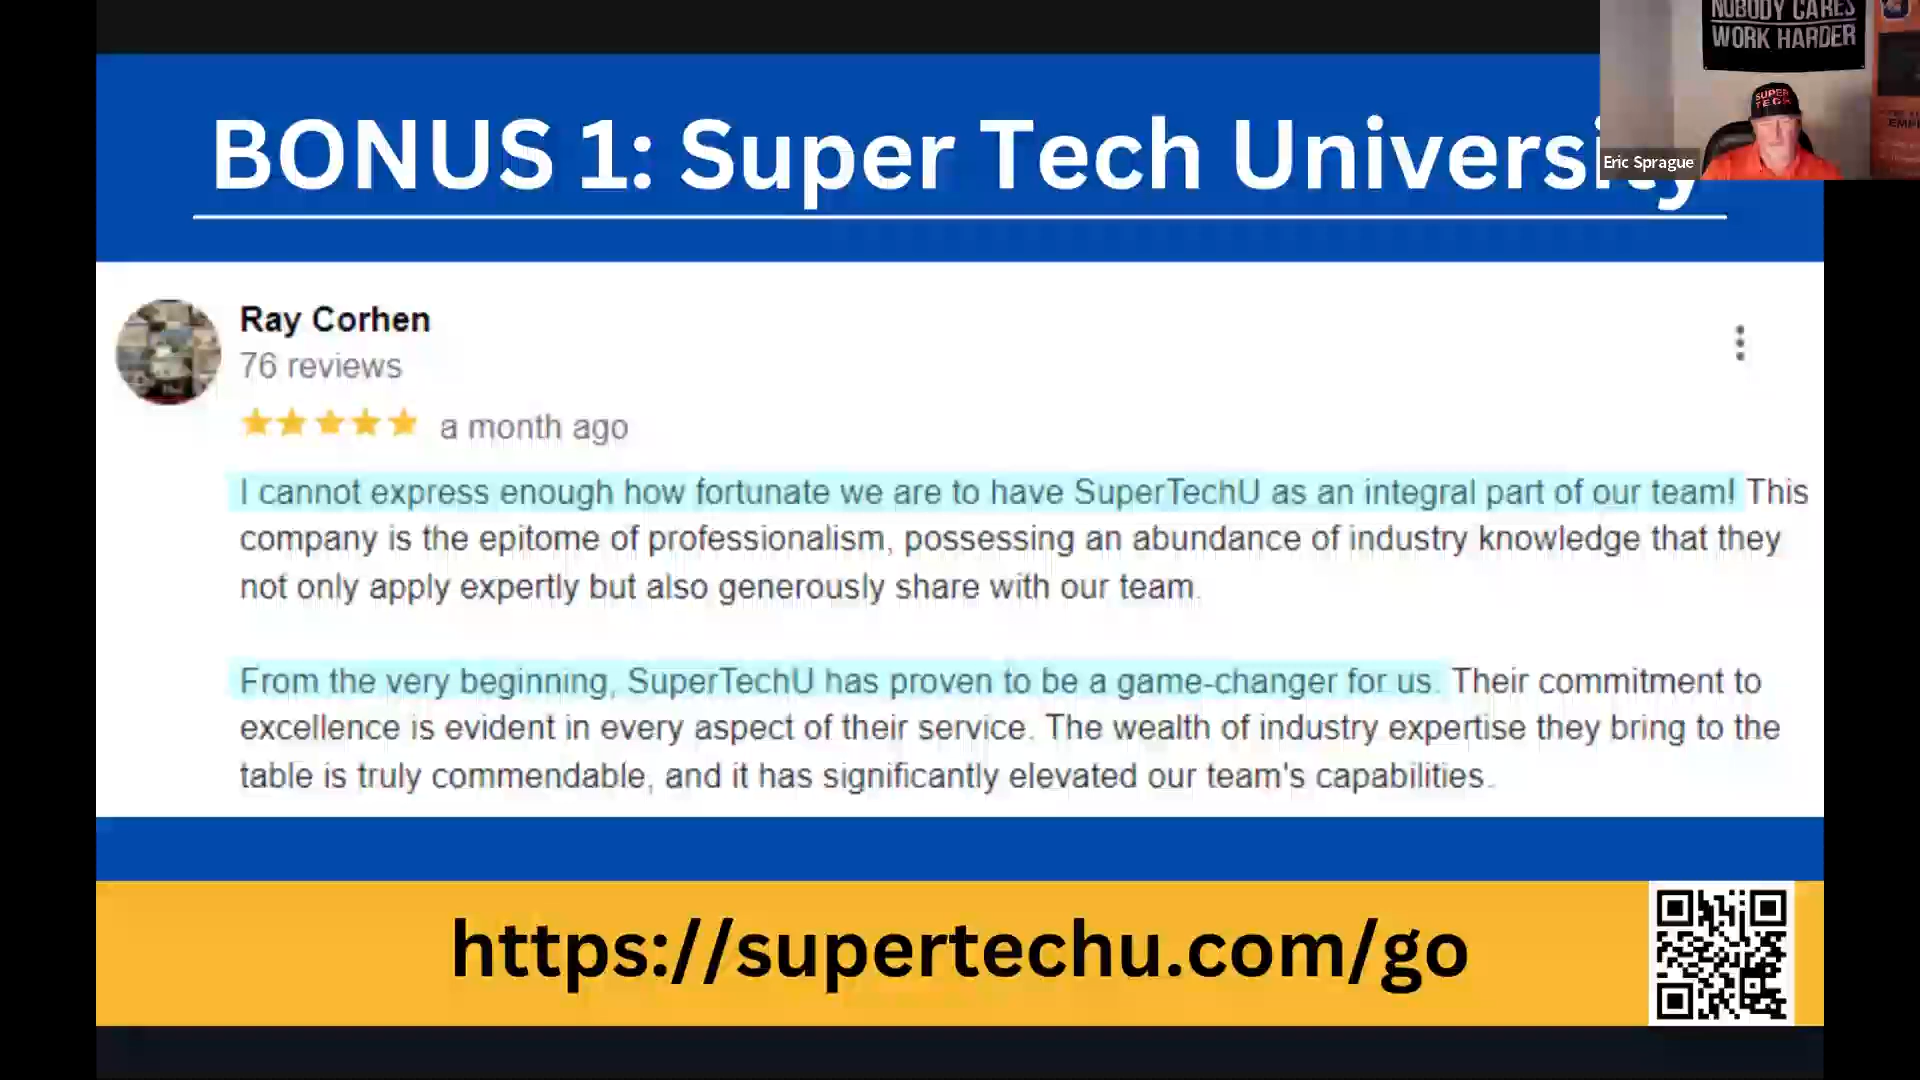 NOBODY CARES
WORK HARDER
SUPER
TECH
Eric Sprague
BONUS 1: Super Tech University
Ray Corhen
76 reviews
a month ago
I cannot express enough how fortunate we are to have SuperTechU as an integral part of our team! This
company is the epitome of professionalism, possessing an abundance of industry knowledge that they
not only apply expertly but also generously share with our team.
From the very beginning, SuperTechU has proven to be a game-changer for us. Their commitment to
excellence is evident in every aspect of their service. The wealth of industry expertise they bring to the
table is truly commendable, and it has significantly elevated our team's capabilities.
https://supertechu.com/go